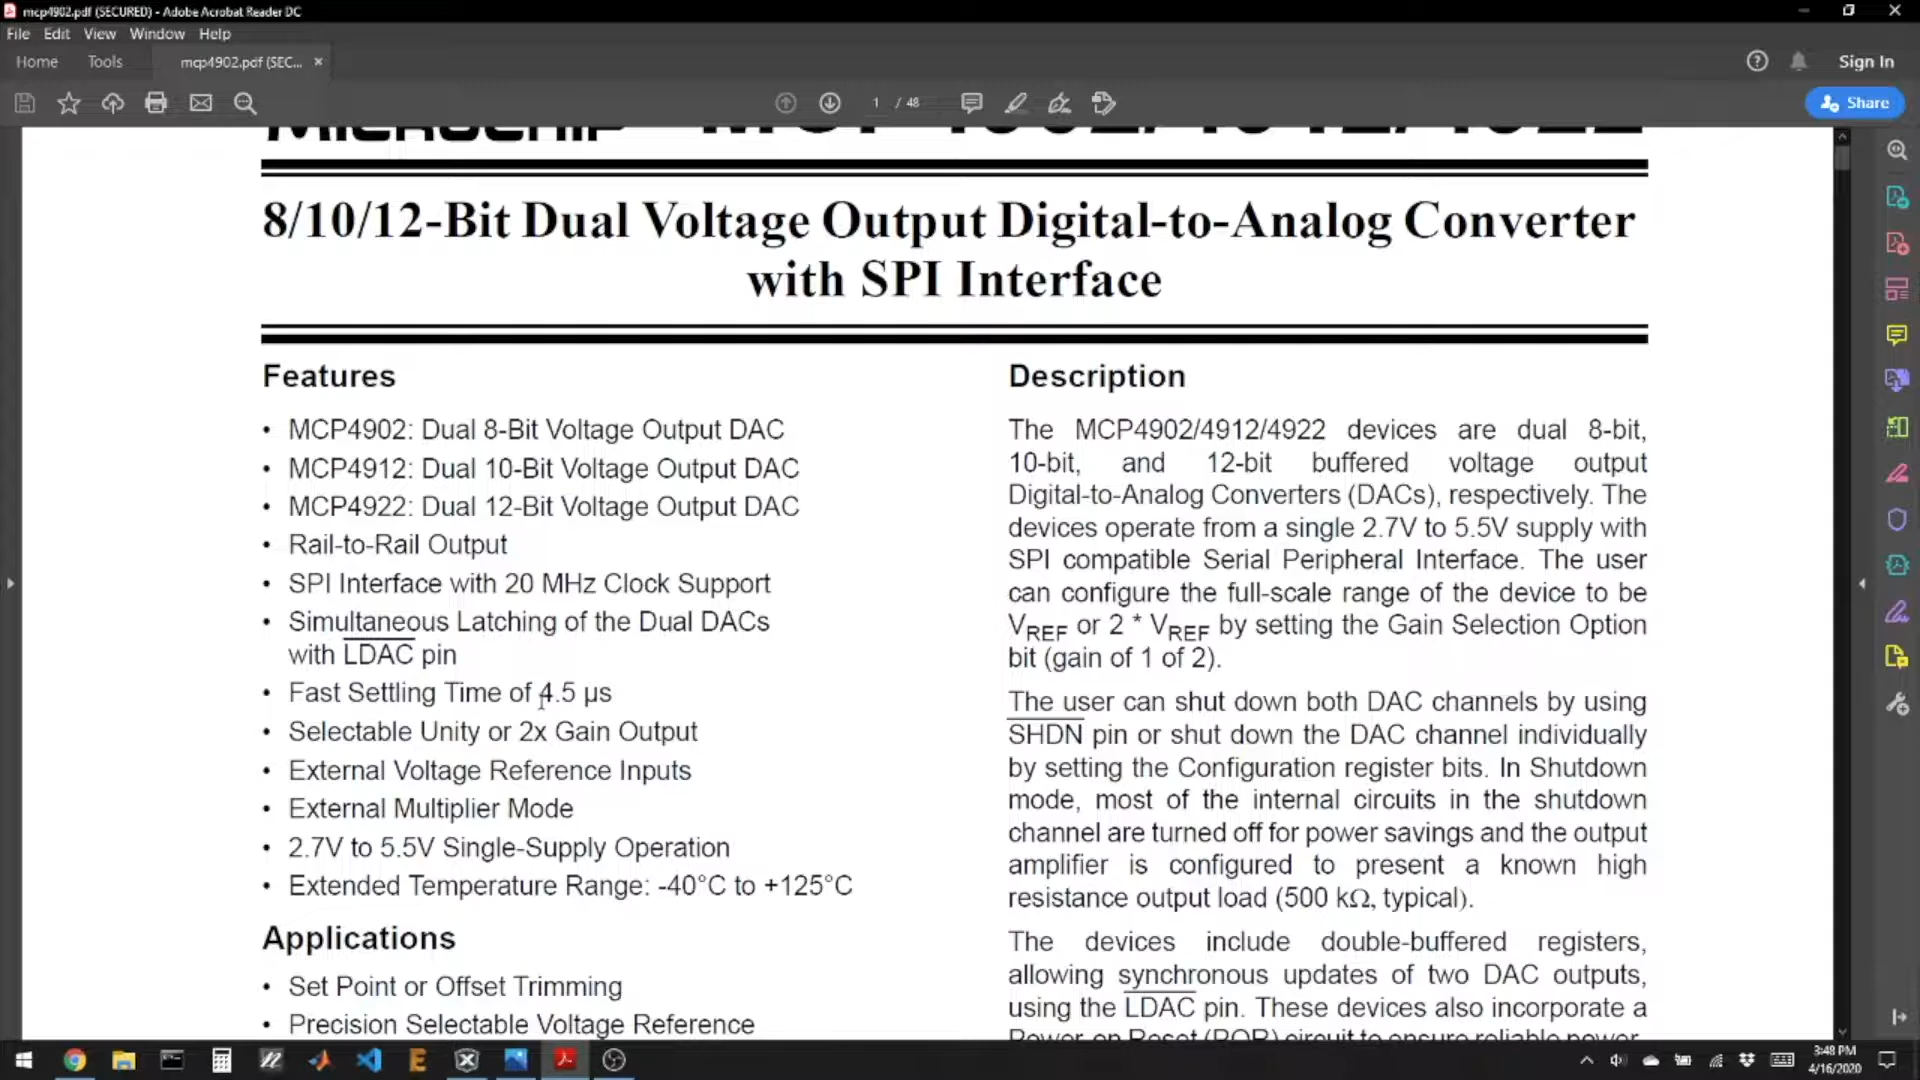 mcp4902.pdf (SECURED) - Adobe Acrobat Reader DC
File Edit View Window Help
Home Tools mcp4902.pdf (SEC... × Sign In
1 / 48 Share
8/10/12-Bit Dual Voltage Output Digital-to-Analog Converter
with SPI Interface
Features
• MCP4902: Dual 8-Bit Voltage Output DAC
• MCP4912: Dual 10-Bit Voltage Output DAC
• MCP4922: Dual 12-Bit Voltage Output DAC
• Rail-to-Rail Output
• SPI Interface with 20 MHz Clock Support
• Simultaneous Latching of the Dual DACs
with LDAC pin
• Fast Settling Time of 4.5 µs
• Selectable Unity or 2x Gain Output
• External Voltage Reference Inputs
• External Multiplier Mode
• 2.7V to 5.5V Single-Supply Operation
• Extended Temperature Range: -40°C to +125°C
Applications
• Set Point or Offset Trimming
• Precision Selectable Voltage Reference
Description
The MCP4902/4912/4922 devices are dual 8-bit,
10-bit, and 12-bit buffered voltage output
Digital-to-Analog Converters (DACs), respectively. The
devices operate from a single 2.7V to 5.5V supply with
SPI compatible Serial Peripheral Interface. The user
can configure the full-scale range of the device to be
VREF or 2 * VREF by setting the Gain Selection Option
bit (gain of 1 of 2).
The user can shut down both DAC channels by using
SHDN pin or shut down the DAC channel individually
by setting the Configuration register bits. In Shutdown
mode, most of the internal circuits in the shutdown
channel are turned off for power savings and the output
amplifier is configured to present a known high
resistance output load (500 kΩ, typical).
The devices include double-buffered registers,
allowing synchronous updates of two DAC outputs,
using the LDAC pin. These devices also incorporate a
Power-on Reset (POR) circuit to ensure reliable power-
3:48 PM
4/16/2020